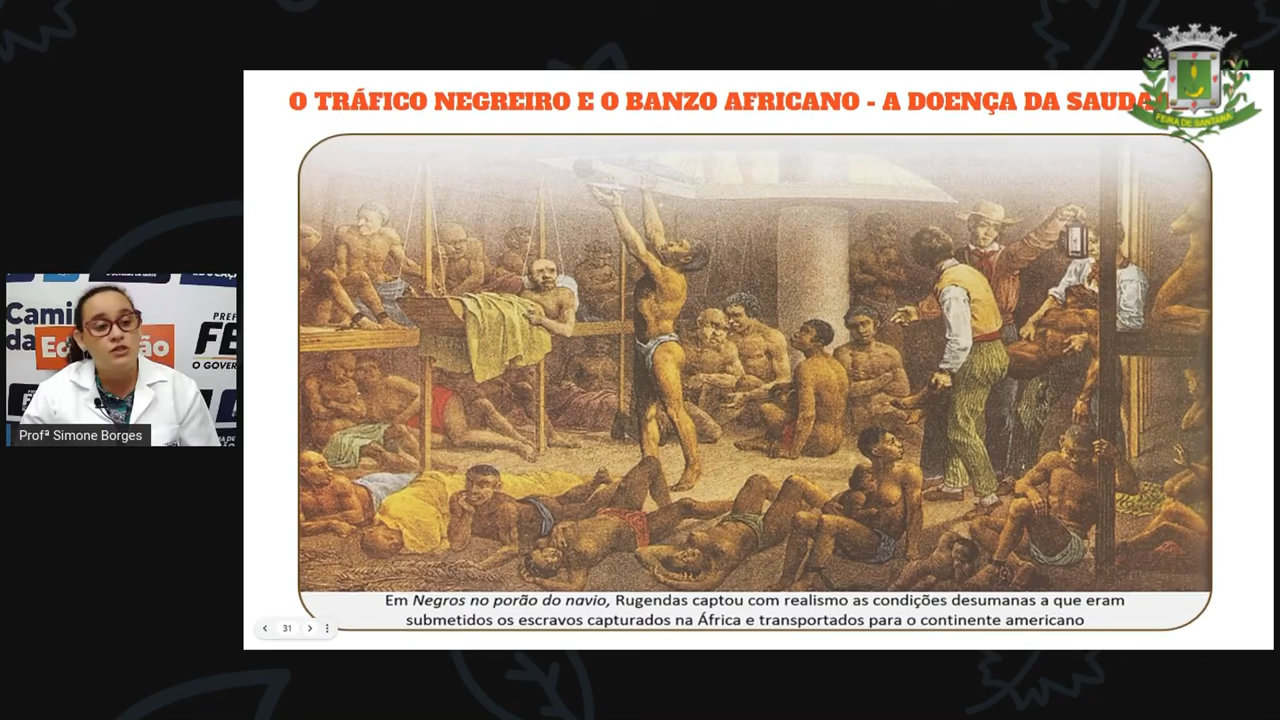 O TRÁFICO NEGREIRO E O BANZO AFRICANO - A DOENÇA DA
FEIRA DE SANTANA
Em Negros no porão do navio, Rugendas captou com realismo as condições desumanas a que eram
submetidos os escravos capturados na África e transportados para o continente americano
31
Profª Simone Borges
O GOVER